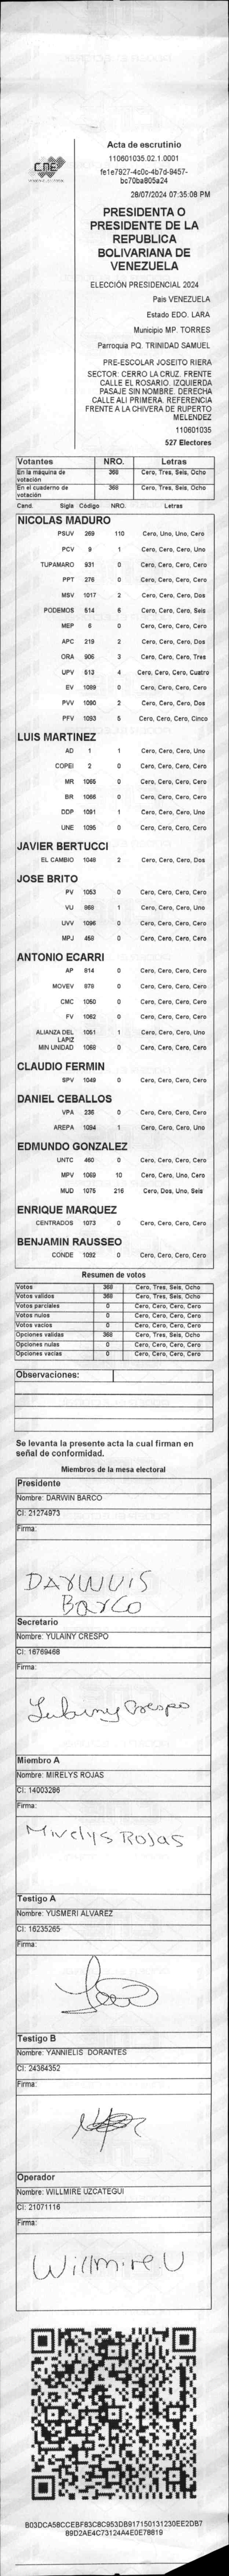 CNE
Acta de escrutinio
110601035.02.1.0001
fe1e7927-4c0c-4b7d-9457-
bc70ba805a24
28/07/2024 07:35:08 PM
PRESIDENTA O
PRESIDENTE DE LA
REPUBLICA
BOLIVARIANA DE
VENEZUELA
ELECCIÓN PRESIDENCIAL 2024
Pais VENEZUELA
Estado EDO. LARA
Municipio MP. TORRES
Parroquia PQ. TRINIDAD SAMUEL
PRE-ESCOLAR JOSEITO RIERA
SECTOR: CERRO LA CRUZ. FRENTE
CALLE EL ROSARIO. IZQUIERDA
PASAJE SIN NOMBRE. DERECHA
CALLE ALI PRIMERA. REFERENCIA
FRENTE A LA CHIVERA DE RUPERTO
MELENDEZ
110601035
527 Electores
Votantes NRO. Letras
En la máquina de votación 368 Cero, Tres, Seis, Ocho
En el cuaderno de votación 368 Cero, Tres, Seis, Ocho
Cand. Sigla Código NRO. Letras
NICOLAS MADURO
PSUV 269 110 Cero, Uno, Uno, Cero
PCV 9 1 Cero, Cero, Cero, Uno
TUPAMARO 931 0 Cero, Cero, Cero, Cero
PPT 276 0 Cero, Cero, Cero, Cero
MSV 1017 2 Cero, Cero, Cero, Dos
PODEMOS 514 6 Cero, Cero, Cero, Seis
MEP 6 0 Cero, Cero, Cero, Cero
APC 219 2 Cero, Cero, Cero, Dos
ORA 906 3 Cero, Cero, Cero, Tres
UPV 513 4 Cero, Cero, Cero, Cuatro
EV 1089 0 Cero, Cero, Cero, Cero
PVV 1090 2 Cero, Cero, Cero, Dos
PFV 1093 5 Cero, Cero, Cero, Cinco
LUIS MARTINEZ
AD 1 1 Cero, Cero, Cero, Uno
COPEI 2 0 Cero, Cero, Cero, Cero
MR 1065 0 Cero, Cero, Cero, Cero
BR 1066 0 Cero, Cero, Cero, Cero
DDP 1091 1 Cero, Cero, Cero, Uno
UNE 1095 0 Cero, Cero, Cero, Cero
JAVIER BERTUCCI
EL CAMBIO 1048 2 Cero, Cero, Cero, Dos
JOSE BRITO
PV 1053 0 Cero, Cero, Cero, Cero
VU 868 1 Cero, Cero, Cero, Uno
UVV 1096 0 Cero, Cero, Cero, Cero
MPJ 458 0 Cero, Cero, Cero, Cero
ANTONIO ECARRI
AP 814 0 Cero, Cero, Cero, Cero
MOVEV 878 0 Cero, Cero, Cero, Cero
CMC 1050 0 Cero, Cero, Cero, Cero
FV 1062 0 Cero, Cero, Cero, Cero
ALIANZA DEL LAPIZ 1051 1 Cero, Cero, Cero, Uno
MIN UNIDAD 1068 0 Cero, Cero, Cero, Cero
CLAUDIO FERMIN
SPV 1049 0 Cero, Cero, Cero, Cero
DANIEL CEBALLOS
VPA 236 0 Cero, Cero, Cero, Cero
AREPA 1094 1 Cero, Cero, Cero, Uno
EDMUNDO GONZALEZ
UNTC 460 0 Cero, Cero, Cero, Cero
MPV 1069 10 Cero, Cero, Uno, Cero
MUD 1075 216 Cero, Dos, Uno, Seis
ENRIQUE MARQUEZ
CENTRADOS 1073 0 Cero, Cero, Cero, Cero
BENJAMIN RAUSSEO
CONDE 1092 0 Cero, Cero, Cero, Cero
Resumen de votos
Votos 368 Cero, Tres, Seis, Ocho
Votos validos 368 Cero, Tres, Seis, Ocho
Votos parciales 0 Cero, Cero, Cero, Cero
Votos nulos 0 Cero, Cero, Cero, Cero
Votos vacios 0 Cero, Cero, Cero, Cero
Opciones validas 368 Cero, Tres, Seis, Ocho
Opciones nulas 0 Cero, Cero, Cero, Cero
Opciones vacias 0 Cero, Cero, Cero, Cero
Observaciones:
Se levanta la presente acta la cual firman en
señal de conformidad.
Miembros de la mesa electoral
Presidente
Nombre: DARWIN BARCO
CI: 21274973
Firma:
DARWUIS
Barco
Secretario
Nombre: YULAINY CRESPO
CI: 16769468
Firma:
Yulainy Crespo
Miembro A
Nombre: MIRELYS ROJAS
CI: 14003286
Firma:
Mirelys Rojas
Testigo A
Nombre: YUSMERI ALVAREZ
CI: 16235265
Firma:
Testigo B
Nombre: YANNIELIS DORANTES
CI: 24364352
Firma:
Operador
Nombre: WILLMIRE UZCATEGUI
CI: 21071116
Firma:
Willmire U
B03DCA58CCEBFB3C8C953DB917150131230EE2DB7
89D2AE4C73124A4E0E78819